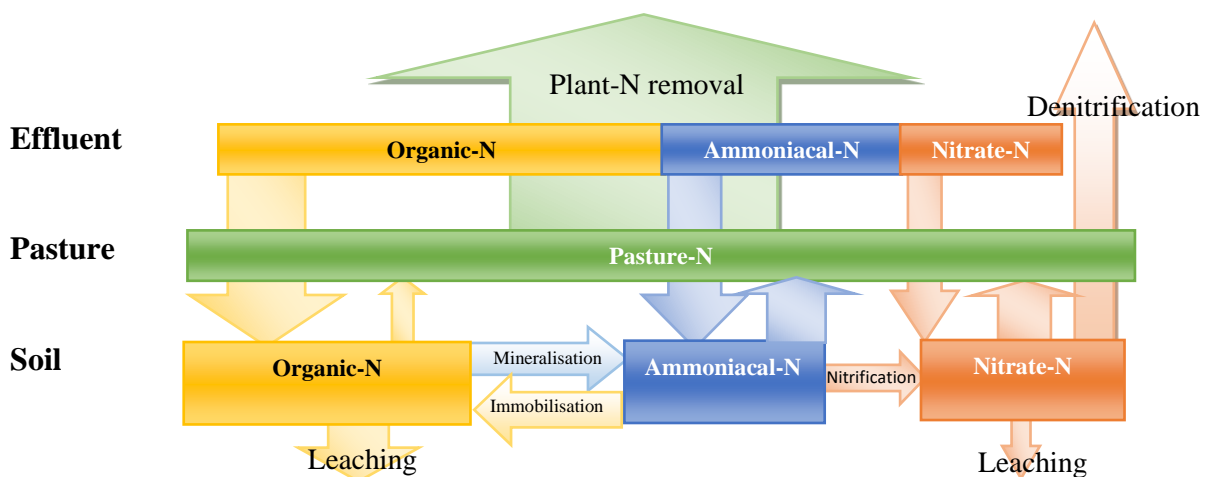 Plant-N removal
Denitrification
Effluent
Organic-N
Ammoniacal-N
Nitrate-N
Pasture
Pasture-N
Soil
Organic-N
Mineralisation
Immobilisation
Ammoniacal-N
Nitrification
Nitrate-N
Leaching
Leaching